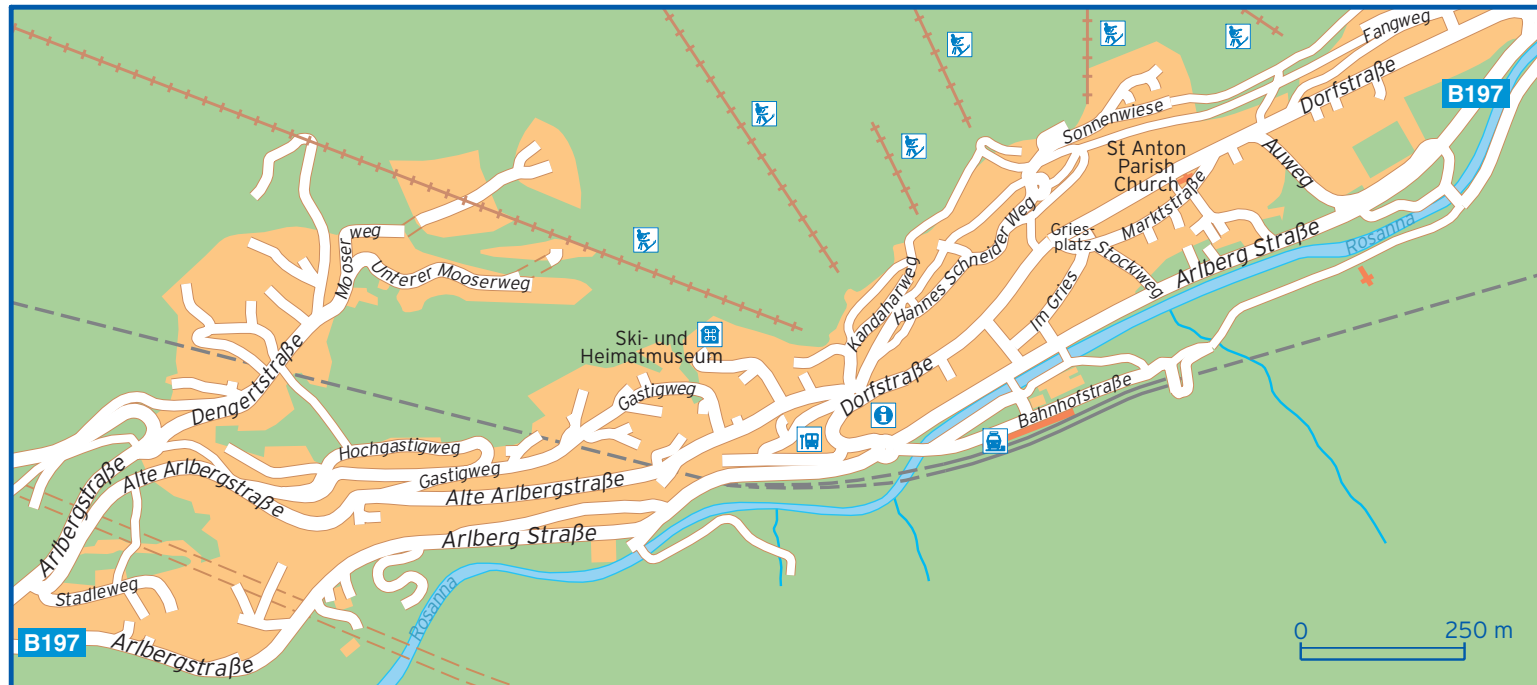 Fangweg
Dorfstraße
B197
Sonnenwiese
St Anton
Parish
Church
Auweg
Marktstraße
Gries-
platz
Stockiweg
Arlberg Straße
Rosanna
Mooser
weg
Unterer Mooserweg
Kandaharweg
Hannes Schneider Weg
Im Gries
Ski- und
Heimatmuseum
Dengertstraße
Gastigweg
Dorfstraße
Bahnhofstraße
Hochgastigweg
Gastigweg
Arlbergstraße
Alte Arlbergstraße
Alte Arlbergstraße
Arlberg Straße
Stadleweg
Rosanna
B197
Arlbergstraße
0 250 m